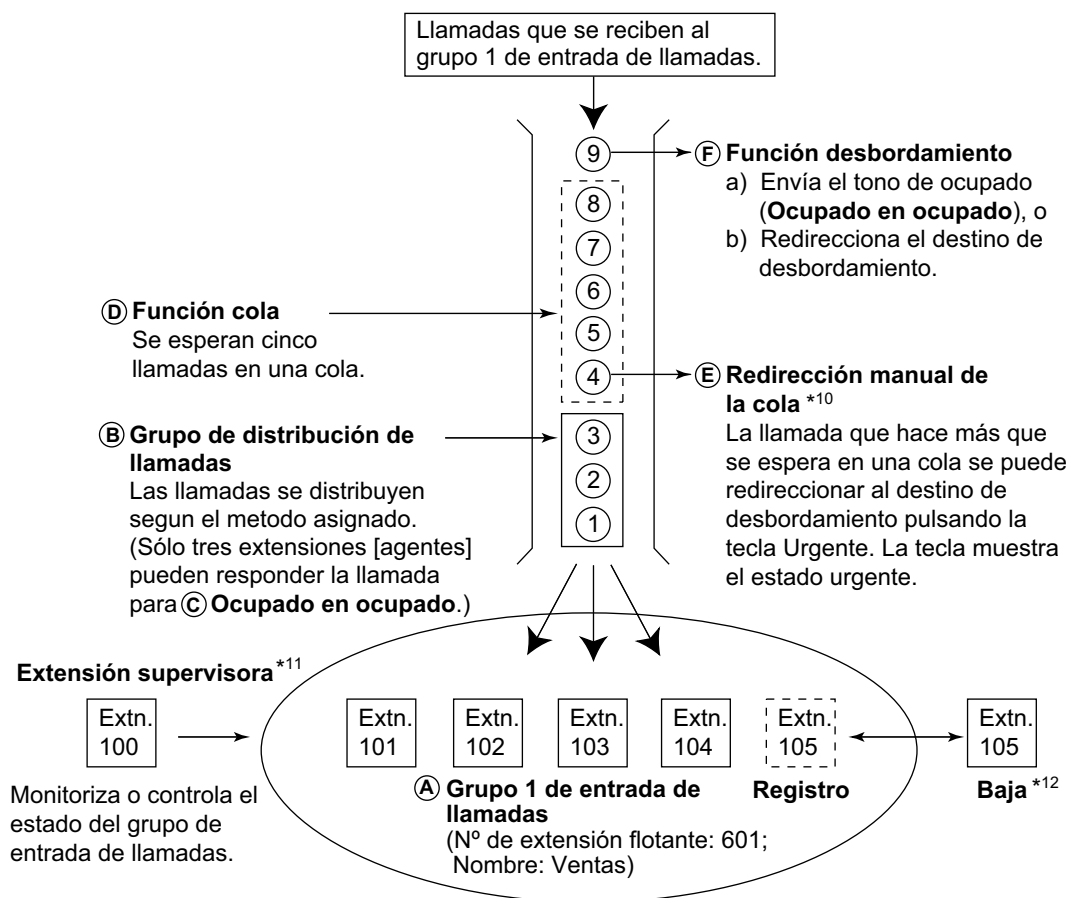 Llamadas que se reciben al
grupo 1 de entrada de llamadas.
9
F Función desbordamiento
a) Envía el tono de ocupado
(Ocupado en ocupado), o
b) Redirecciona el destino de
desbordamiento.
8
7
6
5
4
D Función cola
Se esperan cinco
llamadas en una cola.
E Redirección manual de
la cola *10
La llamada que hace más que
se espera en una cola se puede
redireccionar al destino de
desbordamiento pulsando la
tecla Urgente. La tecla muestra
el estado urgente.
B Grupo de distribución de
llamadas
Las llamadas se distribuyen
segun el metodo asignado.
(Sólo tres extensiones [agentes]
pueden responder la llamada
para C Ocupado en ocupado.)
3
2
1
Extensión supervisora *11
Extn.
100
Monitoriza o controla el
estado del grupo de
entrada de llamadas.
Extn.
101
Extn.
102
Extn.
103
Extn.
104
Extn.
105
Registro
Extn.
105
Baja *12
A Grupo 1 de entrada de
llamadas
(Nº de extensión flotante: 601;
Nombre: Ventas)